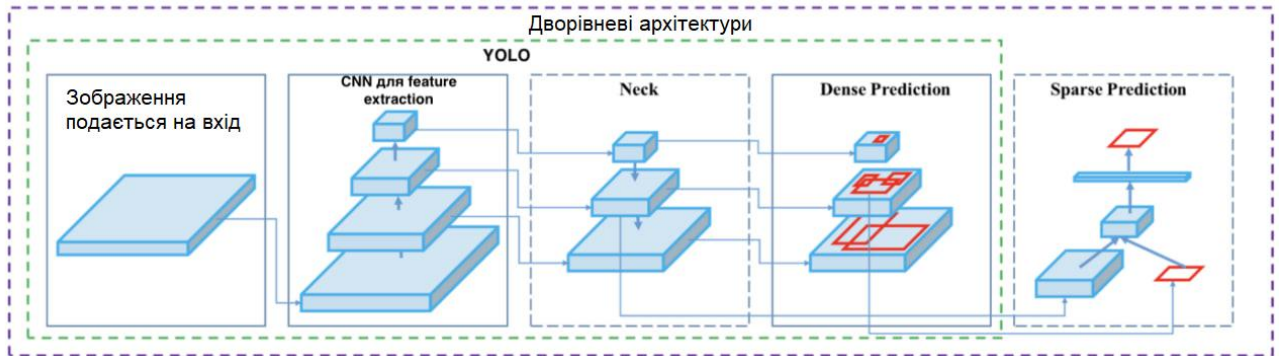 Дворівневі архітектури
YOLO
Зображення
подається на вхід
CNN для feature
extraction
Neck
Dense Prediction
Sparse Prediction